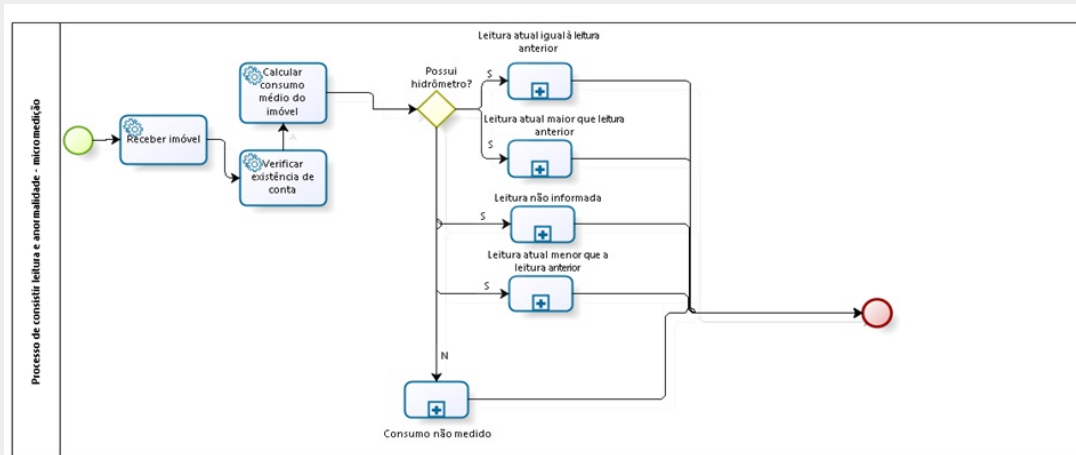 Processo de consistir leitura e anormalidade - micromedição
Receber imóvel
Calcular
consumo
médio do
imóvel
Verificar
existência de
conta
Possui
hidrômetro?
S
Leitura atual igual à leitura
anterior
S
Leitura atual maior que leitura
anterior
S
Leitura não informada
S
Leitura atual menor que a
leitura anterior
N
Consumo não medido